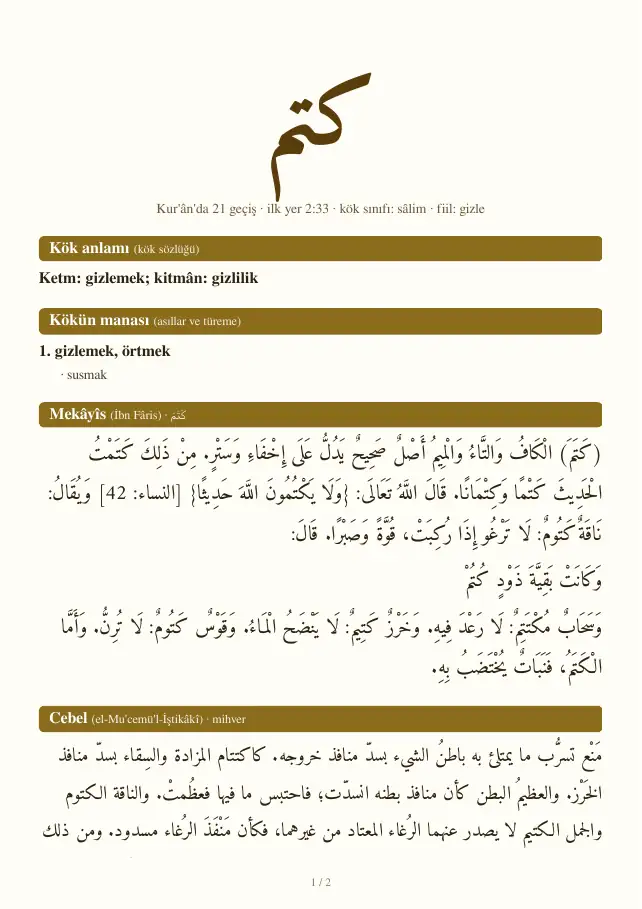 كتم
Kur'ân'da 21 geçiş · ilk yer 2:33 · kök sınıfı: sâlim · fiil: gizle
Kök anlamı (kök sözlüğü)
Ketm: gizlemek; kitmân: gizlilik
Kökün manası (asıllar ve türeme)
1. gizlemek, örtmek
· susmak
Mekâyîs (İbn Fâris) · كَتَمَ
(كَتَمَ) الْكَافُ وَالتَّاءُ وَالْمِيمُ أَصْلٌ صَحِيحٌ يَدُلُّ عَلَى إِخْفَاءٍ وَسَتْرٍ. مِنْ ذَلِكَ كَتَمْتُ
الْحَدِيثَ كَتْمًا وَكِتْمَانًا. قَالَ اللَّهُ تَعَالَى: {وَلَا يَكْتُمُونَ اللَّهَ حَدِيثًا} [النساء: 42] وَيُقَالُ:
نَاقَةٌ كَتُومٌ: لَا تَرْغُو إِذَا رُكِبَتْ، قُوَّةً وَصَبْرًا. قَالَ:
وَكَانَتْ بَقِيَّةَ ذَوْدٍ كُتُمْ
وَسَحَابٌ مُكْتَتِمٌ: لَا رَعْدَ فِيهِ. وَخَرْزٌ كَتِيمٌ: لَا يَنْضَحُ الْمَاءُ. وَقَوْسٌ كَتُومٌ: لَا تُرِنُّ. وَأَمَّا
الْكَتَمُ، فَنَبَاتٌ يُخْتَضَبُ بِهِ.
Cebel (el-Mu'cemü'l-İştikâkî) · mihver
مَنْع تسرُّب ما يمتلئ به باطنُ الشيء بسدّ منافذ خروجه. كاكتتام المزادة والسِقاء بسدّ منافذ
الخَرْز. والعظيمُ البطن كأن منافذ بطنه انسدّت؛ فاحتبس ما فيها فعظُمتْ. والناقة الكتوم
والجمل الكتيم لا يصدر عنهما الرُغاء المعتاد من غيرهما، فكأن مَنْفَذَ الرُغاء مسدود. ومن ذلك
1 / 2